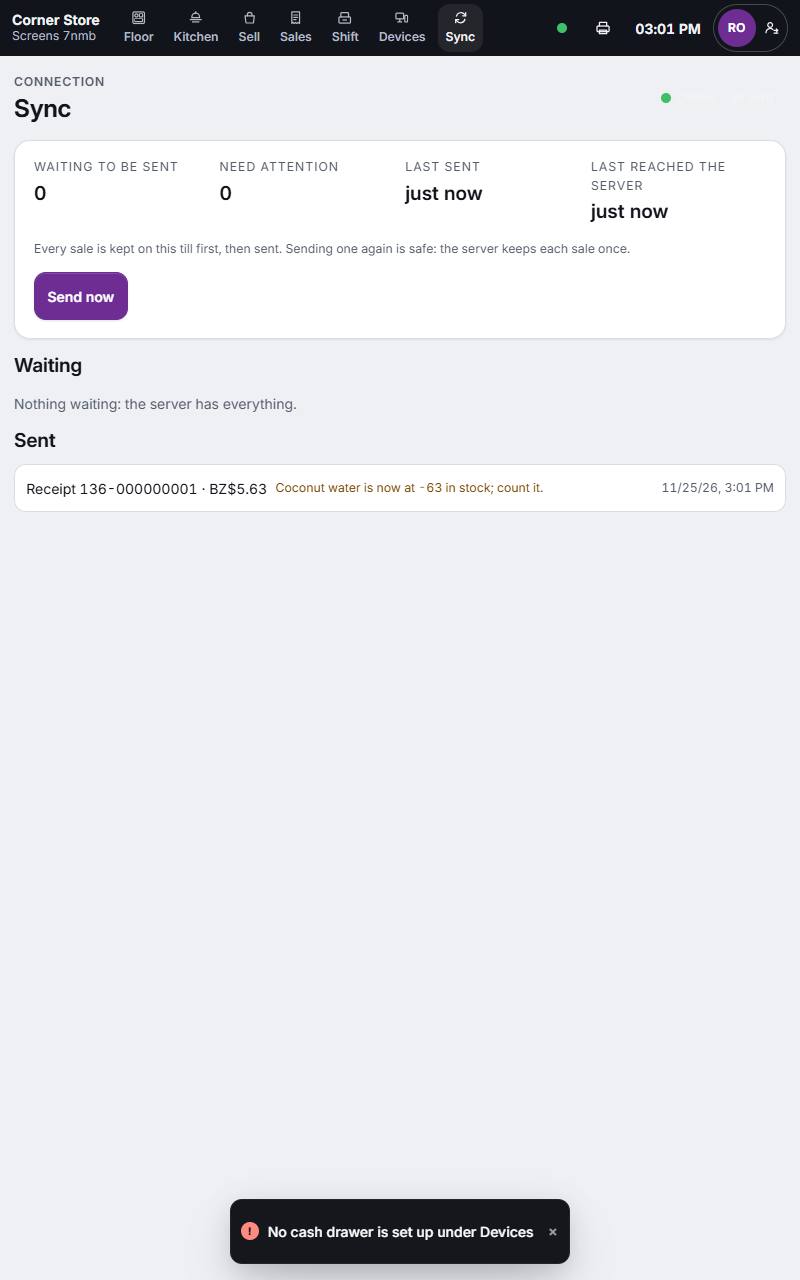 Corner Store
Screens 7nmb
Floor
Kitchen
Sell
Sales
Shift
Devices
Sync
03:01 PM
RO
CONNECTION
Sync
WAITING TO BE SENT
0
NEED ATTENTION
0
LAST SENT
just now
LAST REACHED THE
SERVER
just now
Every sale is kept on this till first, then sent. Sending one again is safe: the server keeps each sale once.
Send now
Waiting
Nothing waiting: the server has everything.
Sent
Receipt 136-000000001 · BZ$5.63 Coconut water is now at -63 in stock; count it. 11/25/26, 3:01 PM
! No cash drawer is set up under Devices ×